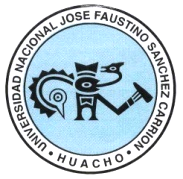 UNIVERSIDAD NACIONAL JOSE FAUSTINO SANCHEZ CARRION
• HUACHO •